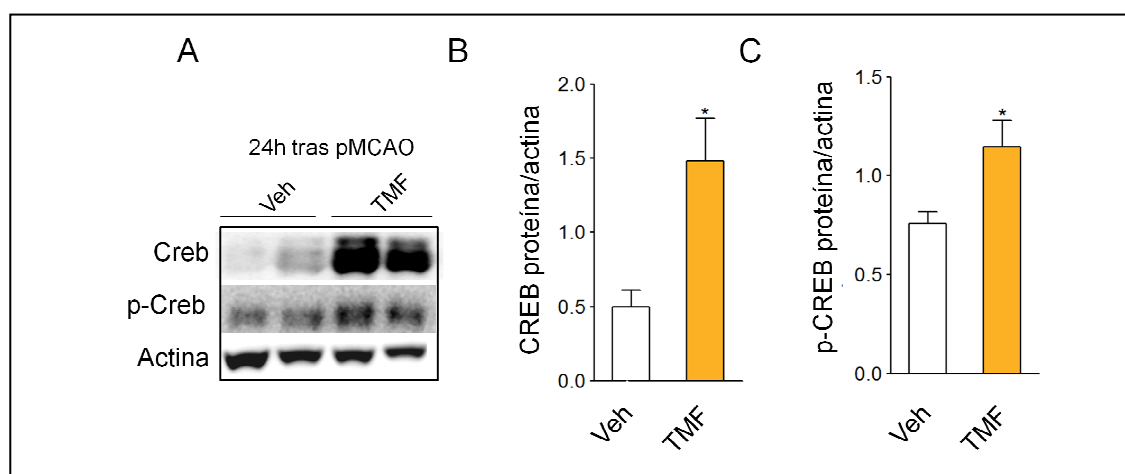 A
24h tras pMCAO
Veh
TMF
Creb
p-Creb
Actina
B
CREB proteína/actina
2.0
*
1.5
1.0
0.5
0.0
Veh
TMF
C
p-CREB proteína/actina
1.5
*
1.0
0.5
0.0
Veh
TMF